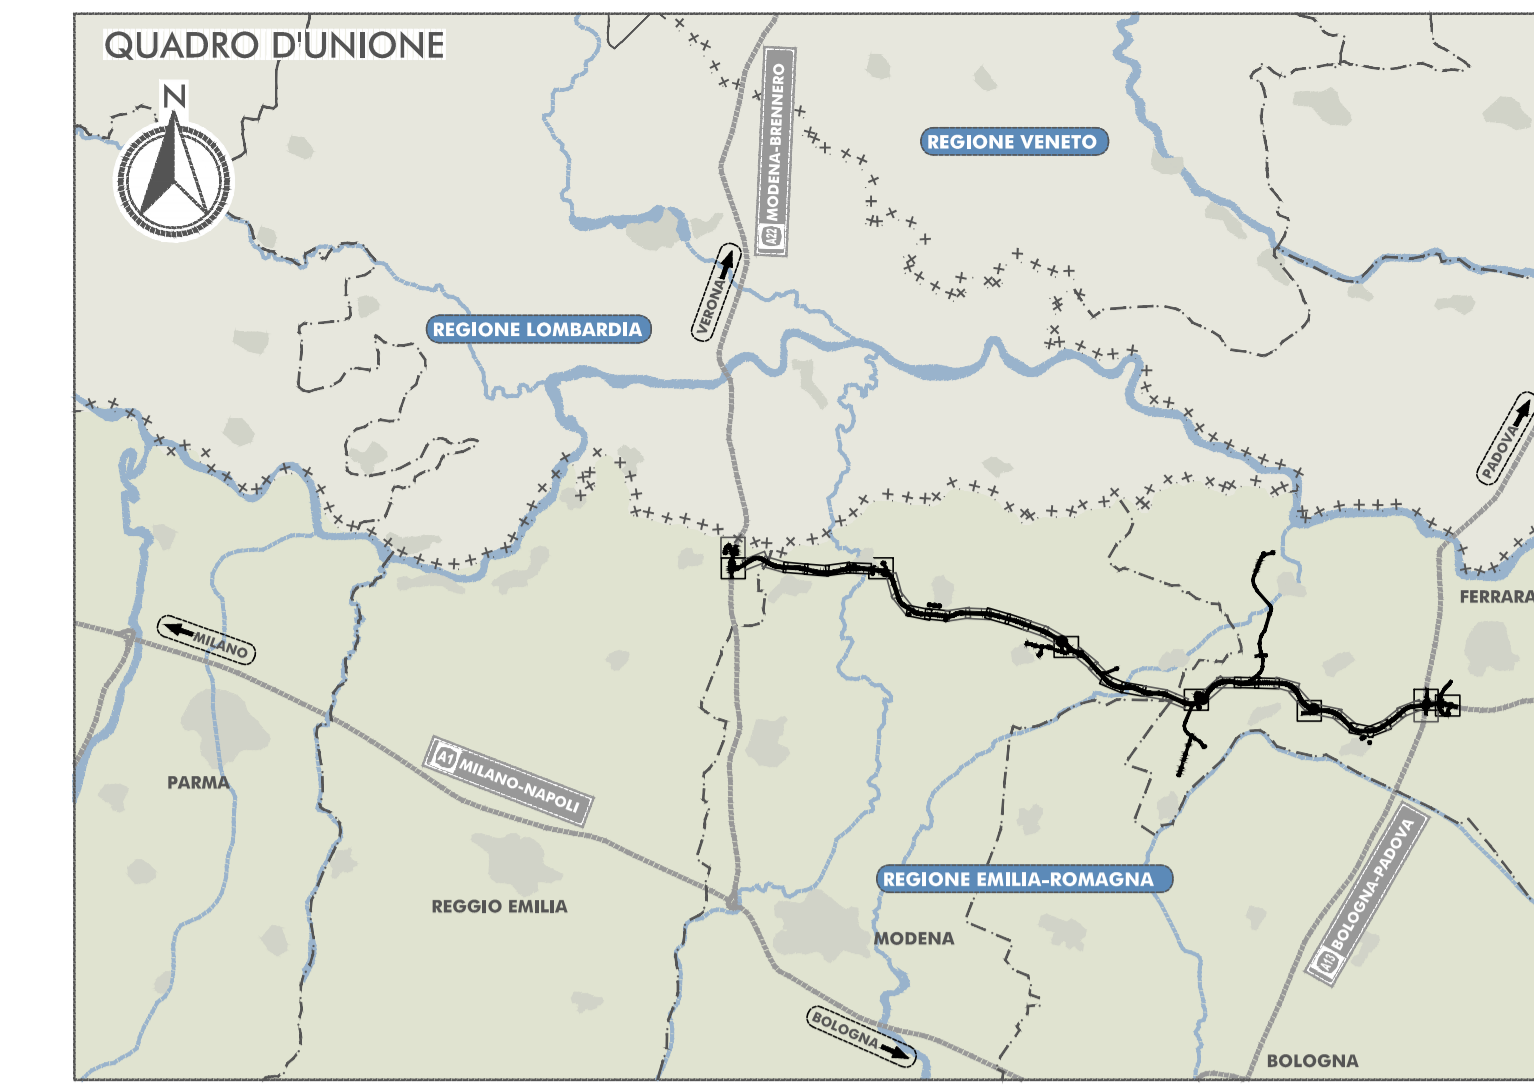 QUADRO D'UNIONE
N
A22 MODENA-BRENNERO
REGIONE VENETO
VERONA
REGIONE LOMBARDIA
PADOVA
FERRARA
MILANO
PARMA
A1 MILANO-NAPOLI
REGGIO EMILIA
REGIONE EMILIA-ROMAGNA
MODENA
A13 BOLOGNA-PADOVA
BOLOGNA
BOLOGNA